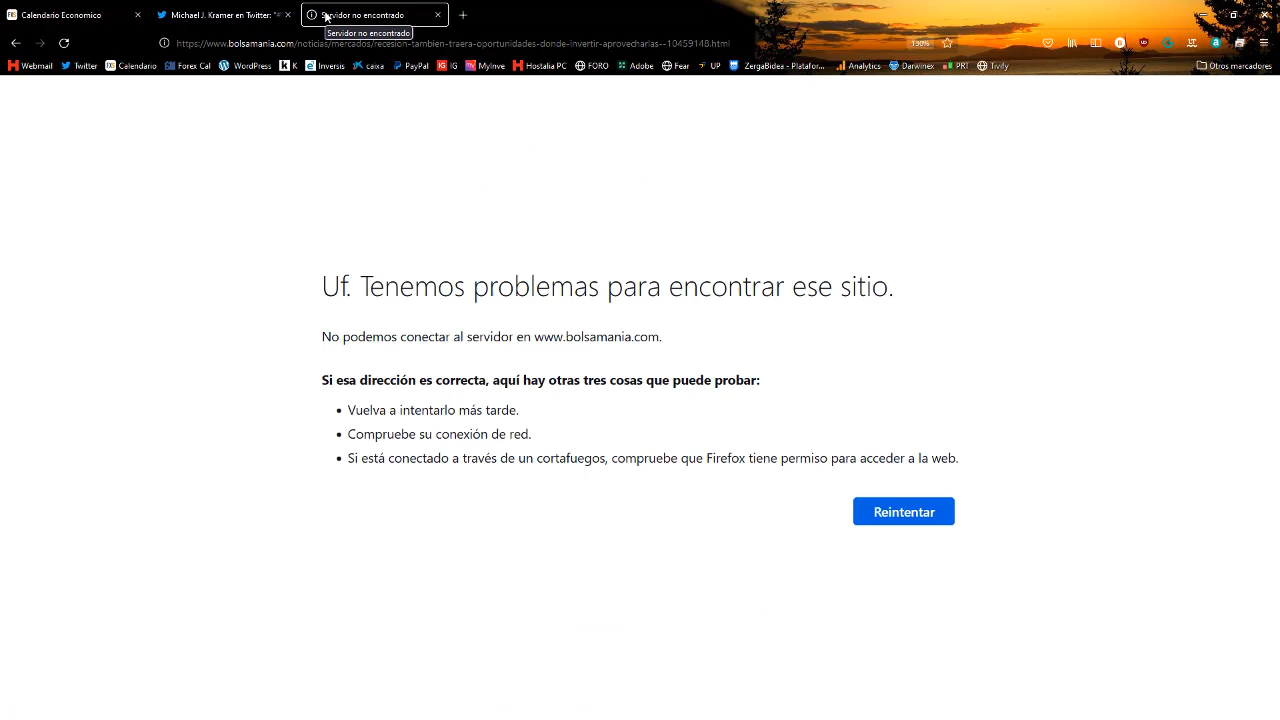 Calendario Economico
Michael J. Kramer en Twitter: "#
Servidor no encontrado
Servidor no encontrado
https://www.bolsamania.com/noticias/mercados/recesion-tambien-traera-oportunidades-donde-invertir-aprovecharlas--10459148.html
130%
Webmail Twitter Calendario Forex Cal WordPress K Inversis caixa PayPal IG MyInve Hostalia PC FORO Adobe Fear UP ZergaBidea - Platafor... Analytics Darwinex PRT Tivify Otros marcadores
Uf. Tenemos problemas para encontrar ese sitio.
No podemos conectar al servidor en www.bolsamania.com.
Si esa dirección es correcta, aquí hay otras tres cosas que puede probar:
• Vuelva a intentarlo más tarde.
• Compruebe su conexión de red.
• Si está conectado a través de un cortafuegos, compruebe que Firefox tiene permiso para acceder a la web.
Reintentar